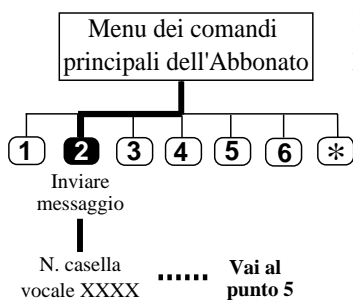 Menu dei comandi
principali dell'Abbonato
1 2 3 4 5 6 *
Inviare
messaggio
N. casella
vocale XXXX ...... Vai al
punto 5